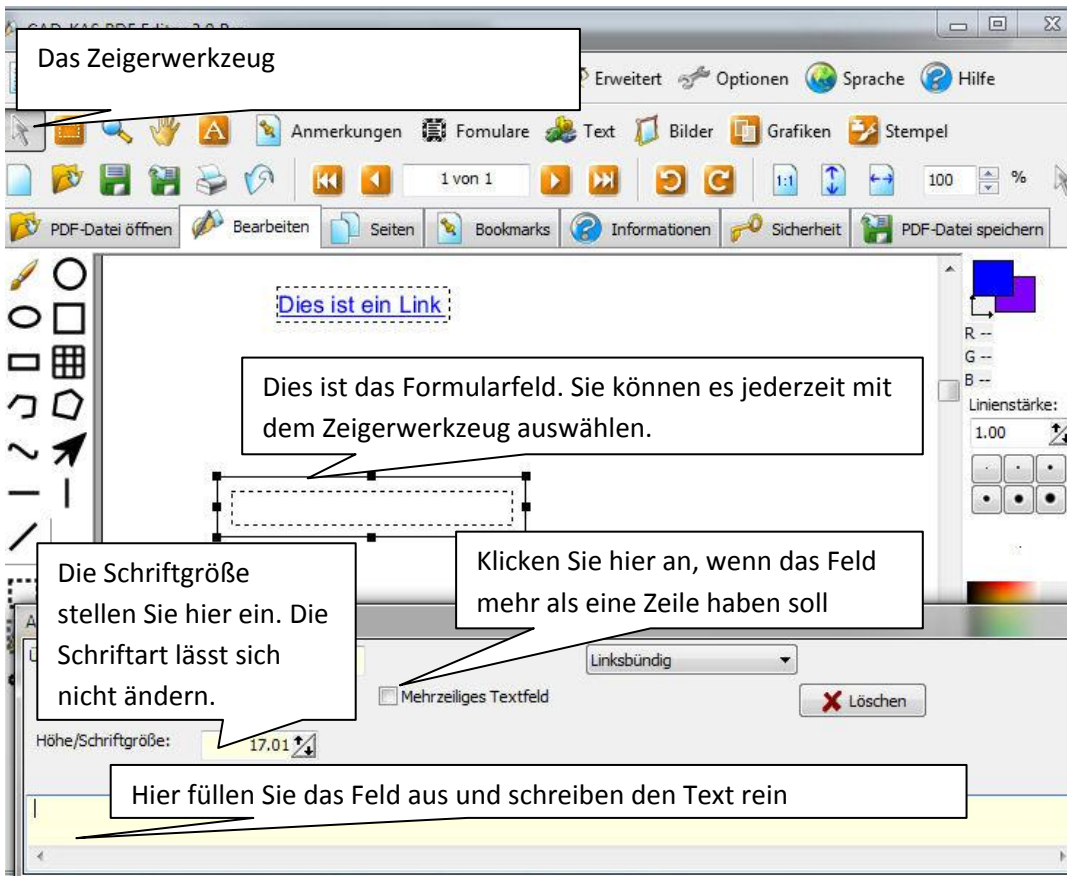 Das Zeigerwerkzeug
Erweitert Optionen Sprache Hilfe
Anmerkungen Fomulare Text Bilder Grafiken Stempel
1 von 1 1:1 100 %
PDF-Datei öffnen Bearbeiten Seiten Bookmarks Informationen Sicherheit PDF-Datei speichern
Dies ist ein Link
R --
G --
B --
Linienstärke:
1.00
Dies ist das Formularfeld. Sie können es jederzeit mit
dem Zeigerwerkzeug auswählen.
Klicken Sie hier an, wenn das Feld
mehr als eine Zeile haben soll
Die Schriftgröße
stellen Sie hier ein. Die
Schriftart lässt sich
nicht ändern.
Linksbündig
Mehrzeiliges Textfeld
Löschen
Höhe/Schriftgröße: 17.01
Hier füllen Sie das Feld aus und schreiben den Text rein